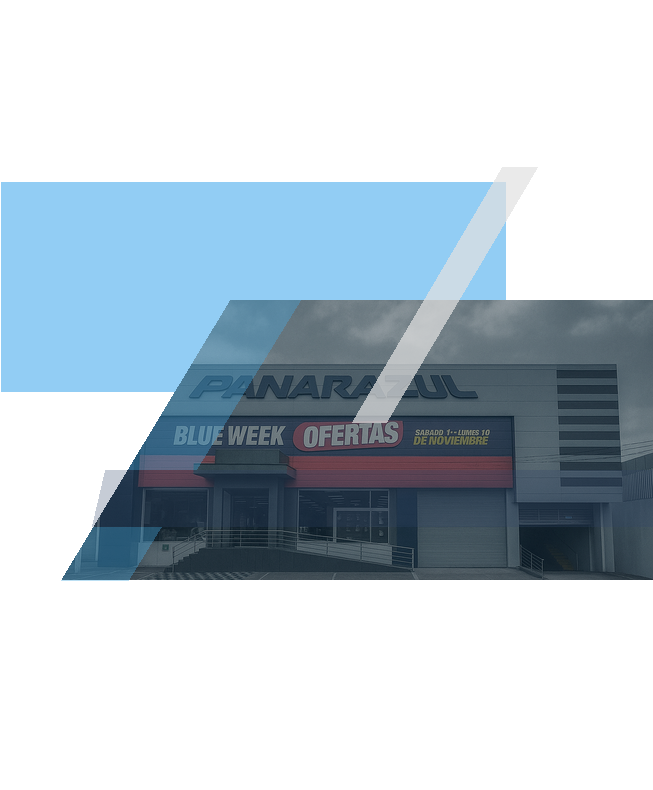 PANARAZUL
BLUE WEEK OFERTAS SABADO 1 LUNES 10
DE NOVIEMBRE